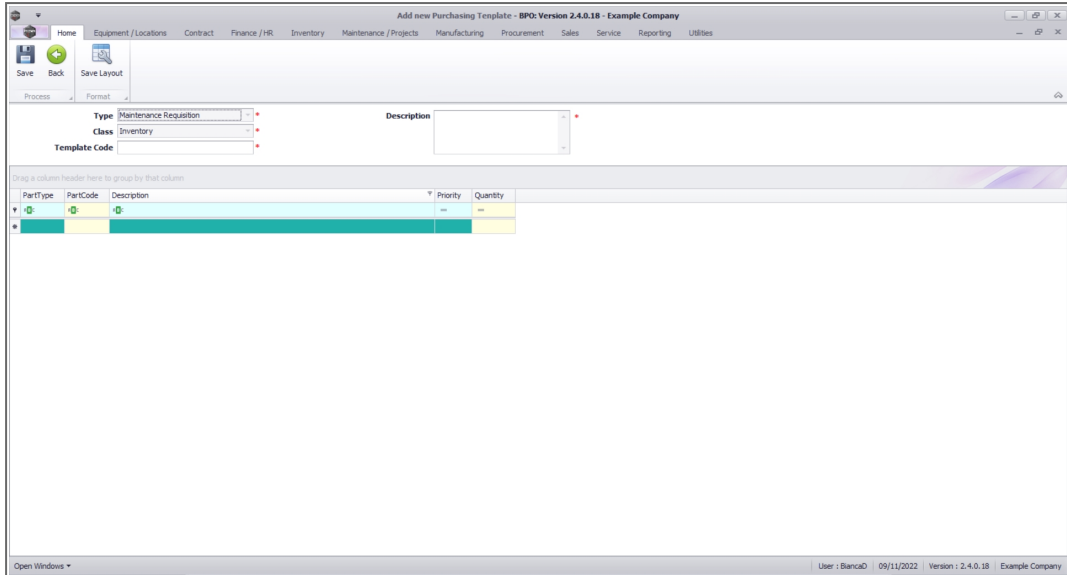 Add new Purchasing Tenplate - BPO: Version 2.4.0.18 - Example Company
Home Equipment / Locations Contract Finance / HR Inventory Maintenance / Projects Manufacturing Procurement Sales Service Reporting Utilities
Save Back Save Layout
Process Format
Type Maintenance Requisition * Description *
Class Inventory *
Template Code *
Drag a column header here to group by that column
PartType PartCode Description Priority Quantity
= =
Open Windows User : BiancaD 09/11/2022 Version : 2.4.0.18 Example Company